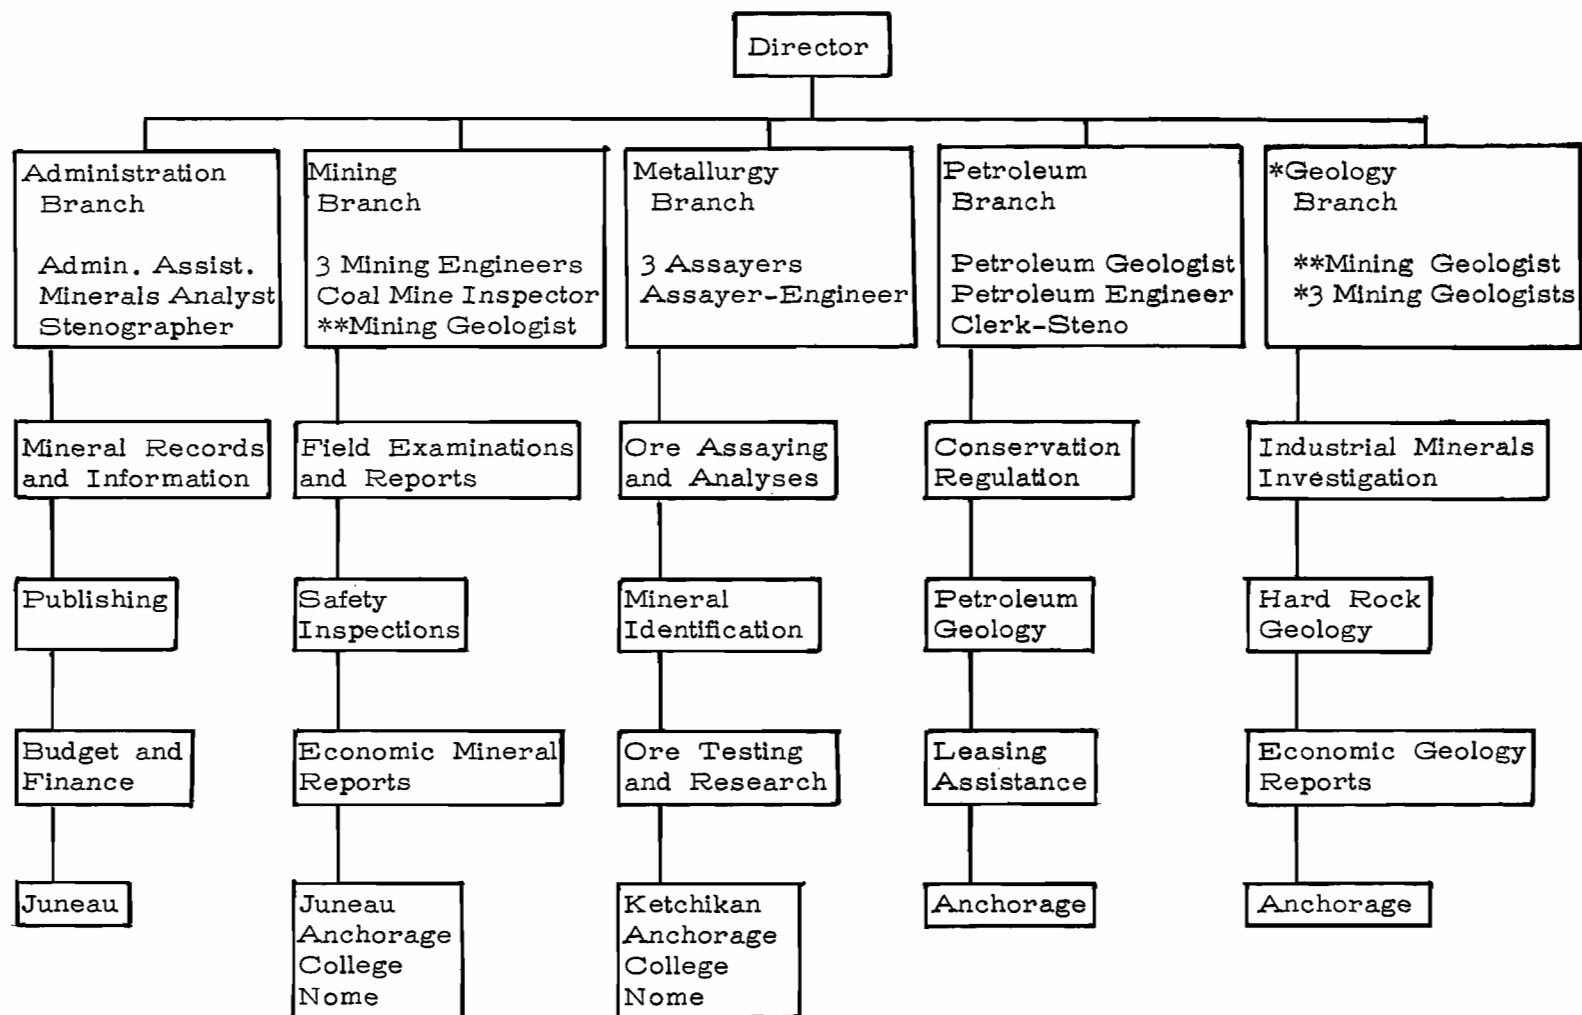 Director
Administration
Branch
Admin. Assist.
Minerals Analyst
Stenographer
Mining
Branch
3 Mining Engineers
Coal Mine Inspector
**Mining Geologist
Metallurgy
Branch
3 Assayers
Assayer-Engineer
Petroleum
Branch
Petroleum Geologist
Petroleum Engineer
Clerk-Steno
*Geology
Branch
**Mining Geologist
*3 Mining Geologists
Mineral Records
and Information
Field Examinations
and Reports
Ore Assaying
and Analyses
Conservation
Regulation
Industrial Minerals
Investigation
Publishing
Safety
Inspections
Mineral
Identification
Petroleum
Geology
Hard Rock
Geology
Budget and
Finance
Economic Mineral
Reports
Ore Testing
and Research
Leasing
Assistance
Economic Geology
Reports
Juneau
Juneau
Anchorage
College
Nome
Ketchikan
Anchorage
College
Nome
Anchorage
Anchorage